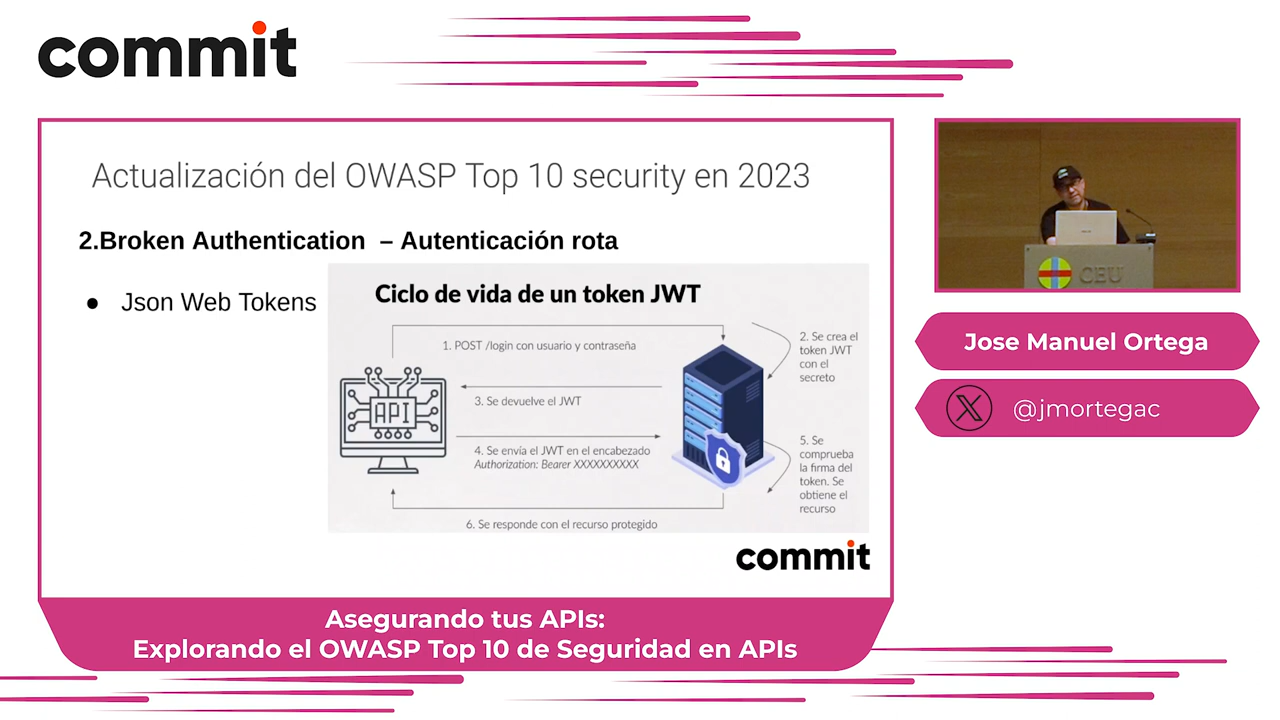 commit
Actualización del OWASP Top 10 security en 2023
2.Broken Authentication – Autenticación rota
● Json Web Tokens
Ciclo de vida de un token JWT
1. POST /login con usuario y contraseña
2. Se crea el
token JWT
con el
secreto
3. Se devuelve el JWT
API
4. Se envía el JWT en el encabezado
Authorization: Bearer XXXXXXXXXX
5. Se
comprueba
la firma del
token. Se
obtiene el
recurso
6. Se responde con el recurso protegido
commit
CEU
Jose Manuel Ortega
@jmortegac
Asegurando tus APIs:
Explorando el OWASP Top 10 de Seguridad en APIs